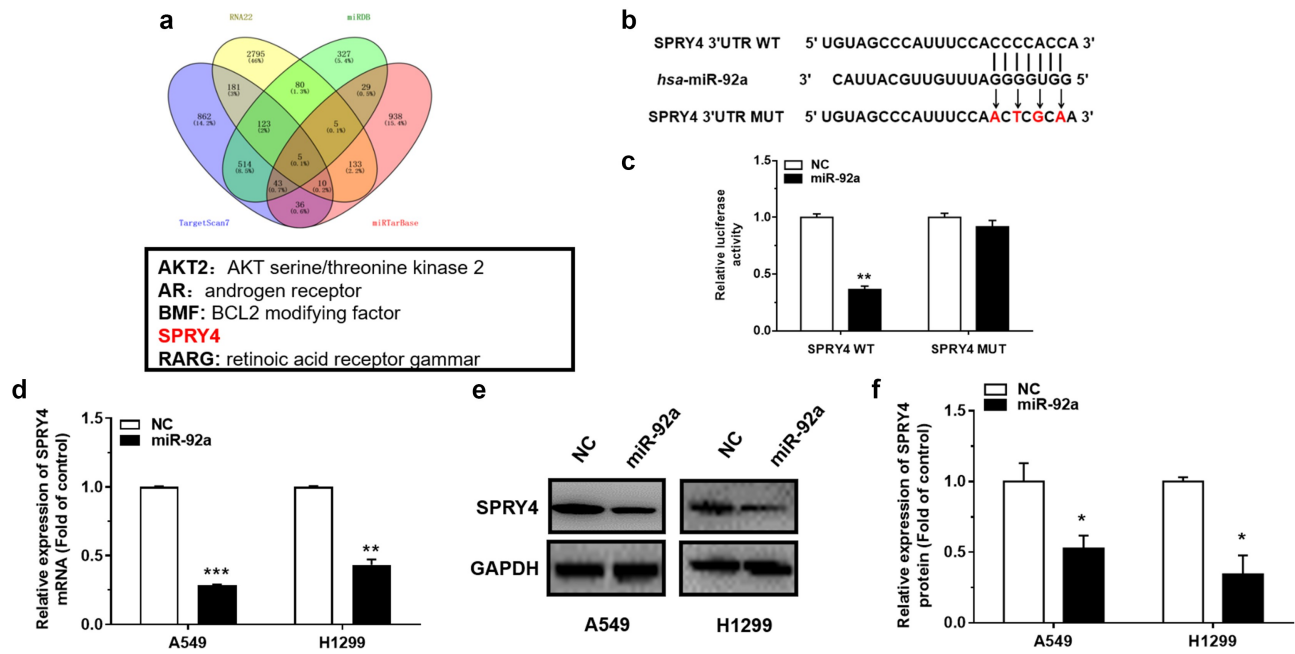 a
RNA22
miRDB
2795
(46%)
327
(5.4%)
181
(3%)
80
(1.3%)
29
(0.5%)
862
(14.2%)
123
(2%)
5
(0.1%)
938
(15.4%)
514
(8.5%)
5
(0.1%)
133
(2.2%)
43
(0.7%)
10
(0.2%)
36
(0.6%)
TargetScan7
miRTarBase
AKT2：AKT serine/threonine kinase 2
AR：androgen receptor
BMF: BCL2 modifying factor
SPRY4
RARG: retinoic acid receptor gammar
b
SPRY4 3'UTR WT 5' UGUAGCCCAUUUCCACCCCACCA 3'
hsa-miR-92a 3' CAUUACGUUGUUUAGGGGUGG 5'
SPRY4 3'UTR MUT 5' UGUAGCCCAUUUCCAACTCGCAA 3'
c
NC
miR-92a
Relative luciferase activity
1.5
1.0
0.5
0.0
**
SPRY4 WT
SPRY4 MUT
d
NC
miR-92a
Relative expression of SPRY4 mRNA (Fold of control)
1.5
1.0
0.5
0.0
***
**
A549
H1299
e
NC
miR-92a
NC
miR-92a
SPRY4
GAPDH
A549
H1299
f
NC
miR-92a
Relative expression of SPRY4 protein (Fold of control)
1.5
1.0
0.5
0.0
*
*
A549
H1299